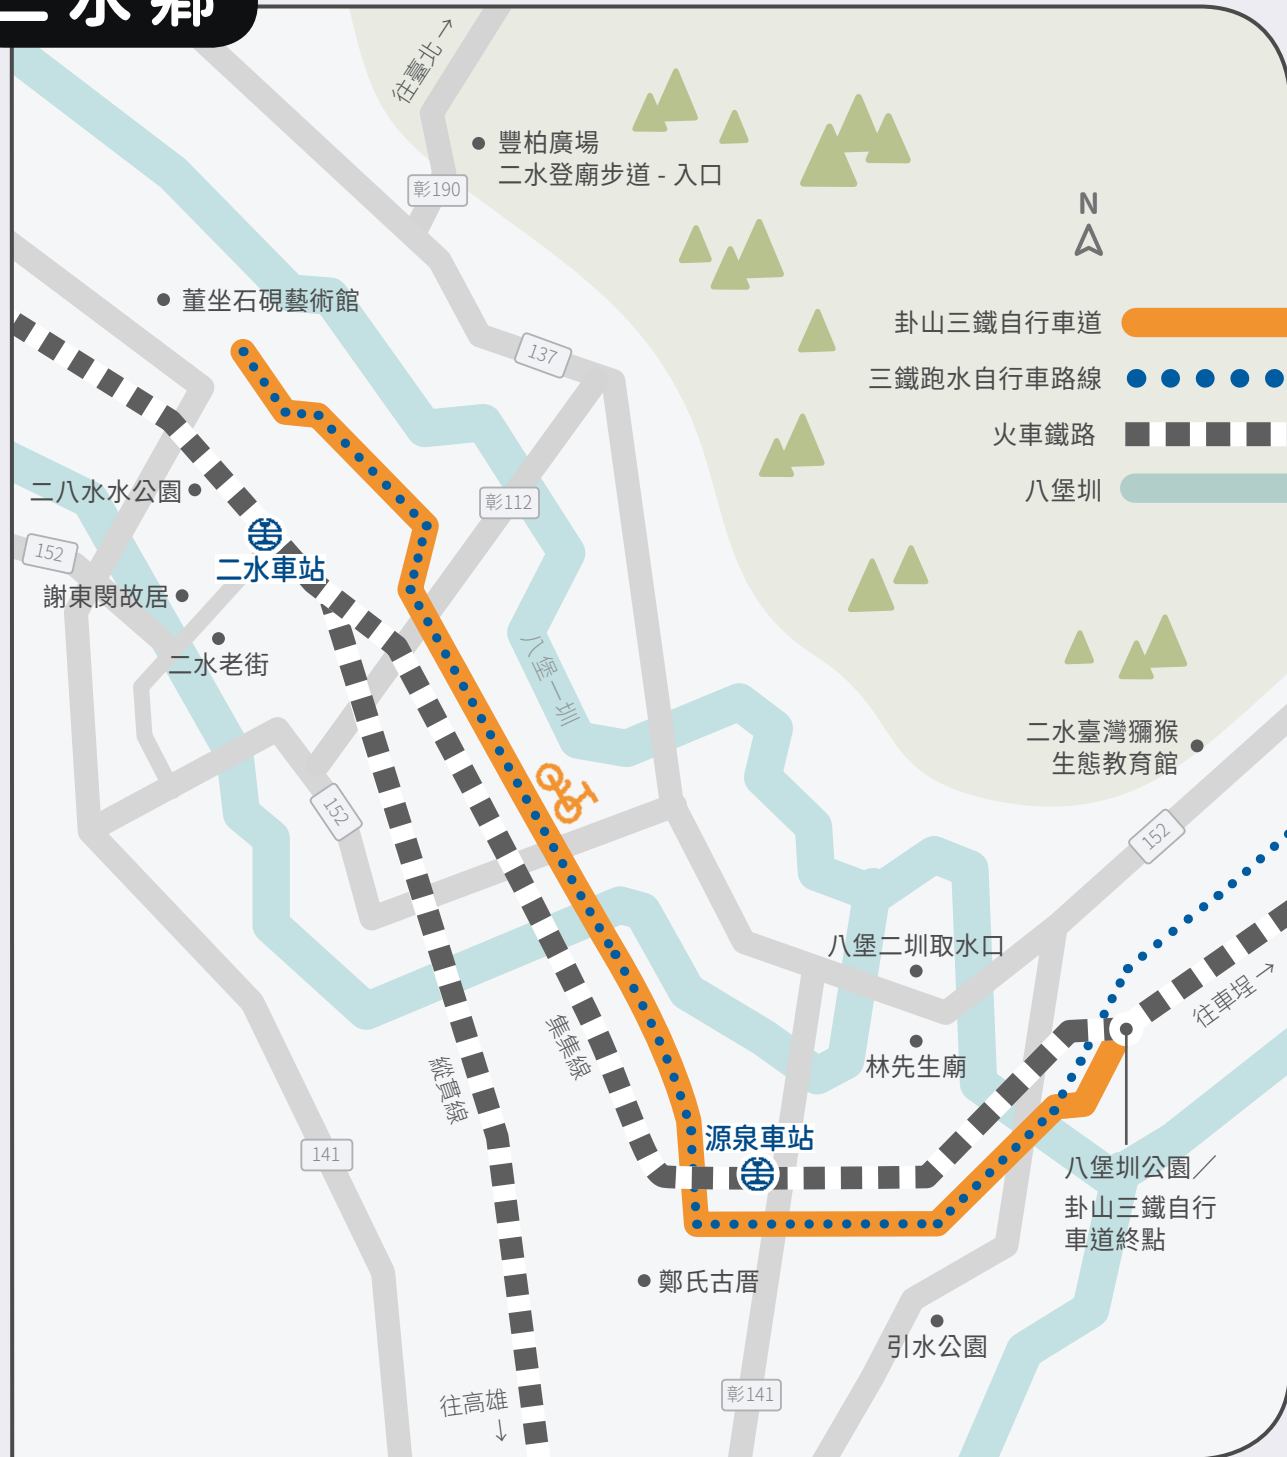 二水鄉
往臺北→
豐柏廣場
二水登廟步道 - 入口
彰190
N
董坐石硯藝術館
卦山三鐵自行車道
137
三鐵跑水自行車路線
火車鐵路
二八水水公園
彰112
八堡圳
152
二水車站
謝東閔故居
二水老街
八堡一圳
二水臺灣獼猴
生態教育館
152
152
八堡二圳取水口
往車埕→
集集線
林先生廟
縱貫線
源泉車站
141
八堡圳公園／
卦山三鐵自行
車道終點
鄭氏古厝
引水公園
彰141
往高雄
↓